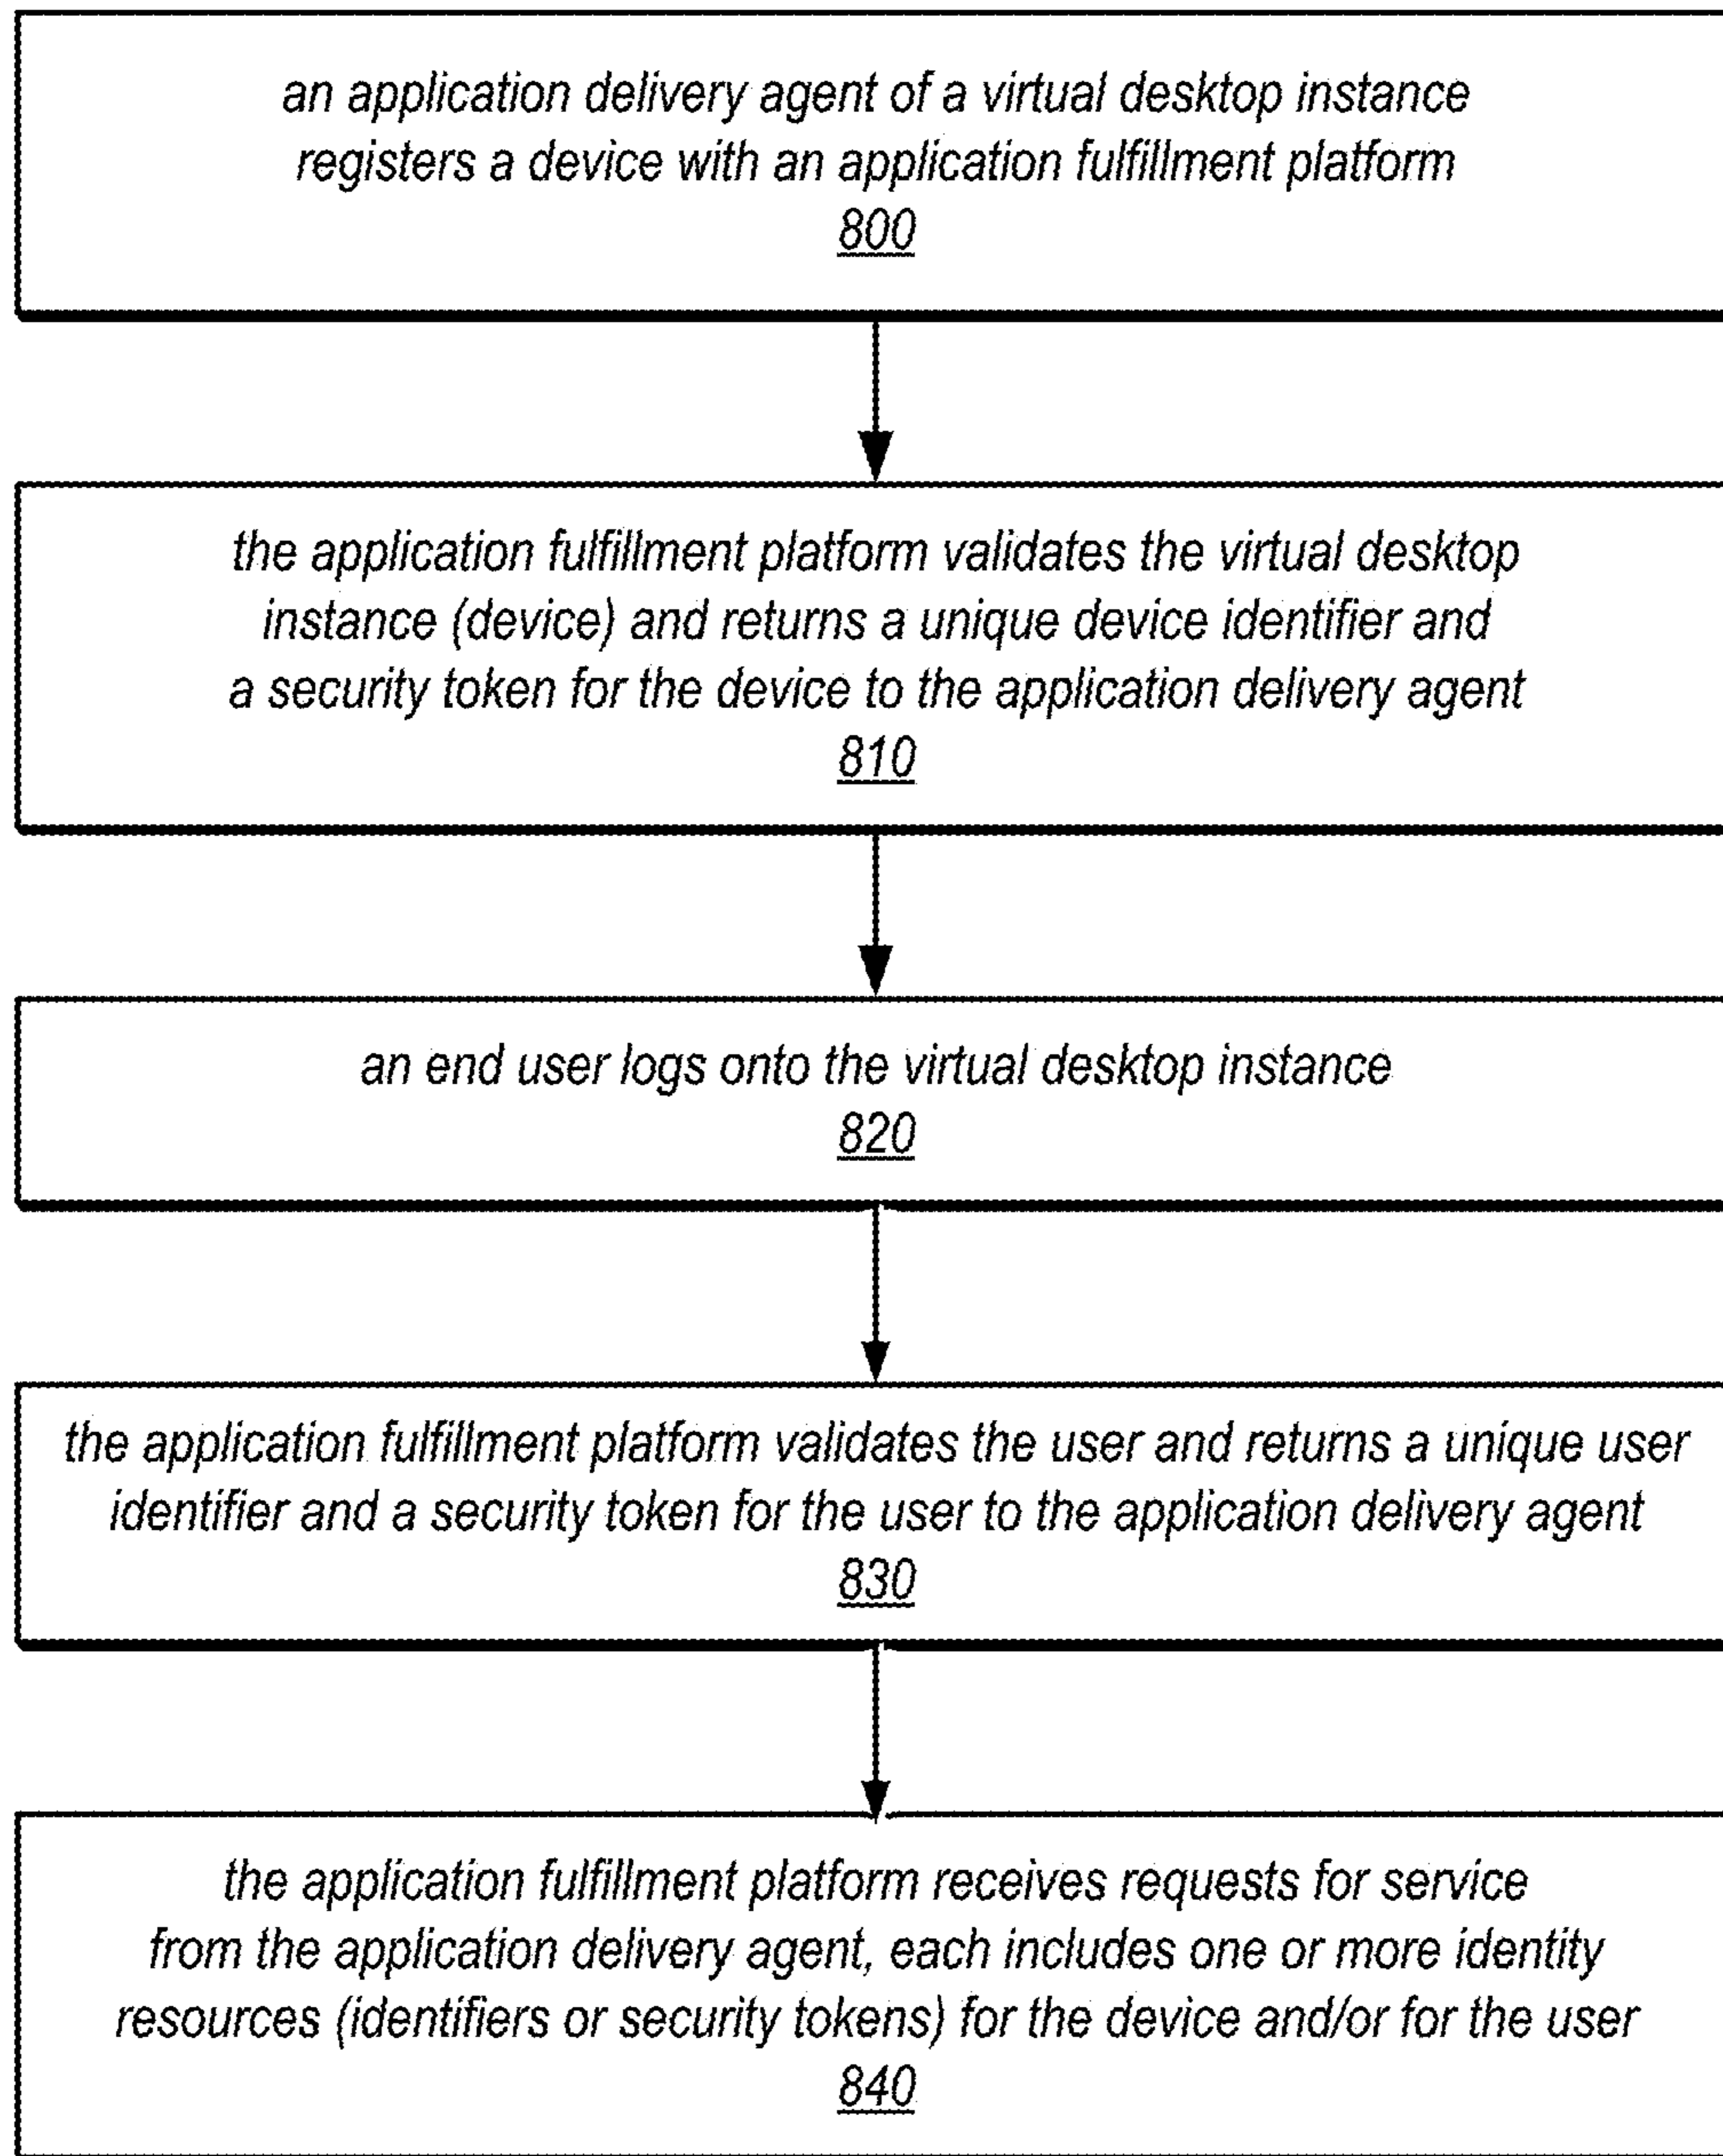 an application delivery agent of a virtual desktop instance
registers a device with an application fulfillment platform
800
the application fulfillment platform validates the virtual desktop
instance (device) and returns a unique device identifier and
a security token for the device to the application delivery agent
810
an end user logs onto the virtual desktop instance
820
the application fulfillment platform validates the user and returns a unique user
identifier and a security token for the user to the application delivery agent
830
the application fulfillment platform receives requests for service
from the application delivery agent, each includes one or more identity
resources (identifiers or security tokens) for the device and/or for the user
840